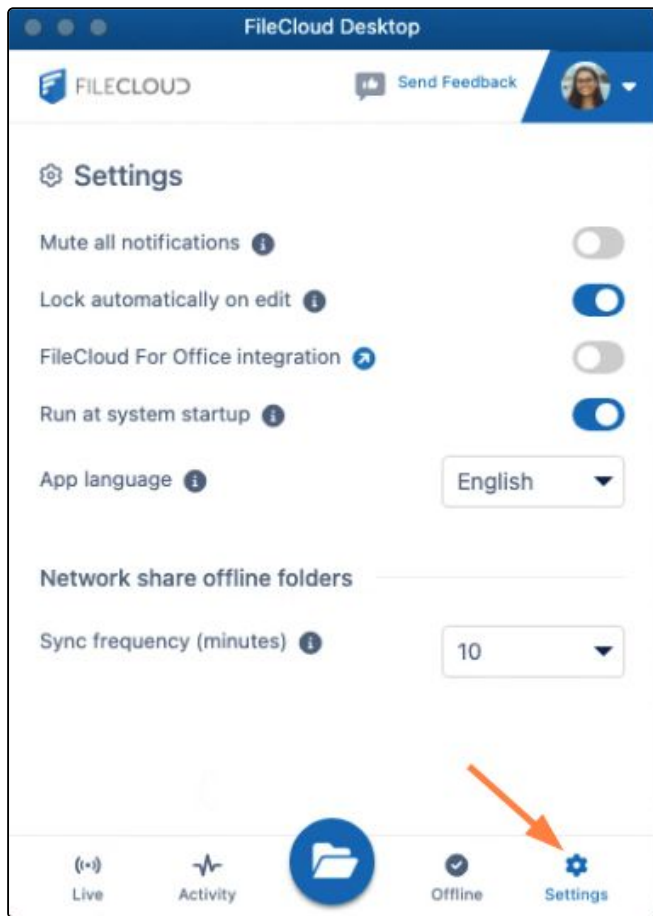 FileCloud Desktop
FILECLOUD
Send Feedback
Settings
Mute all notifications
Lock automatically on edit
FileCloud For Office integration
Run at system startup
App language
English
Network share offline folders
Sync frequency (minutes)
10
Live
Activity
Offline
Settings